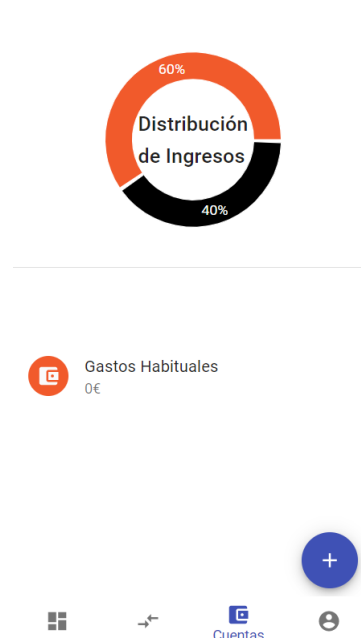 60%
Distribución
de Ingresos
40%
Gastos Habituales
0€
Cuentas